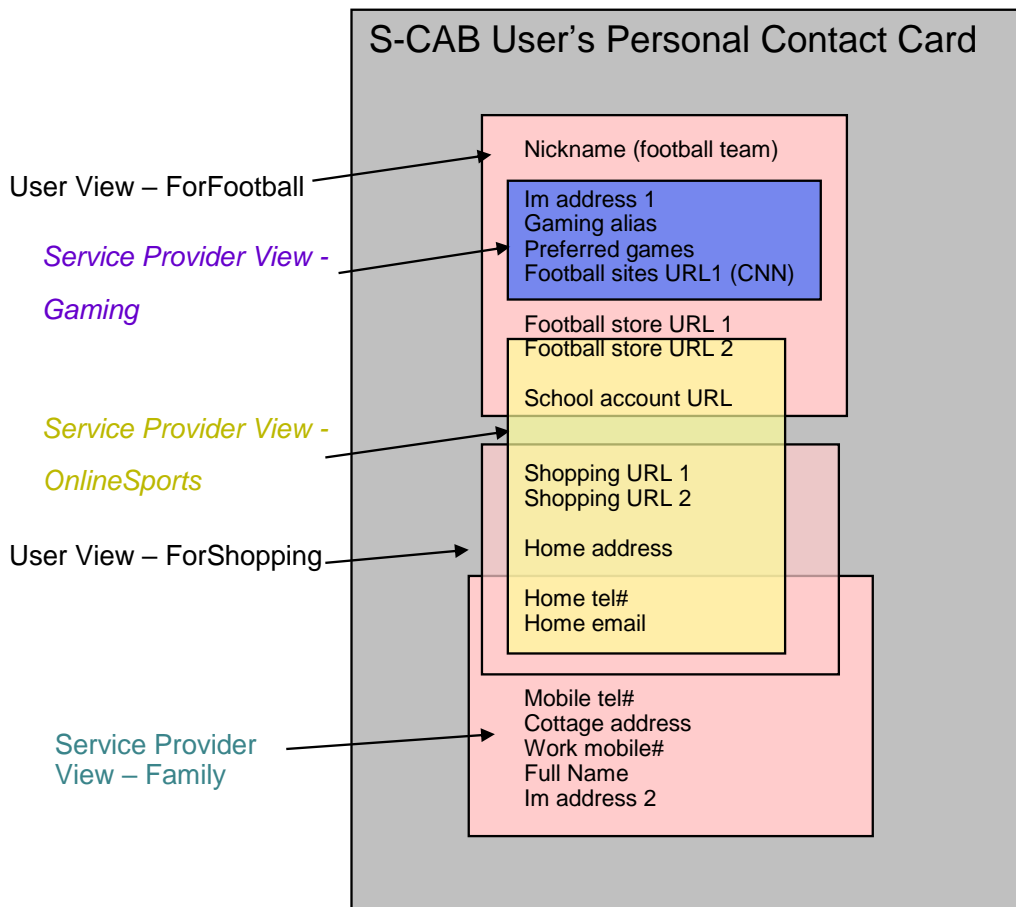 S-CAB User's Personal Contact Card
Nickname (football team)
User View – ForFootball
Im address 1
Gaming alias
Preferred games
Football sites URL1 (CNN)
Service Provider View -
Gaming
Football store URL 1
Football store URL 2
School account URL
Service Provider View -
OnlineSports
Shopping URL 1
Shopping URL 2
User View – ForShopping
Home address
Home tel#
Home email
Mobile tel#
Cottage address
Work mobile#
Full Name
Im address 2
Service Provider
View – Family